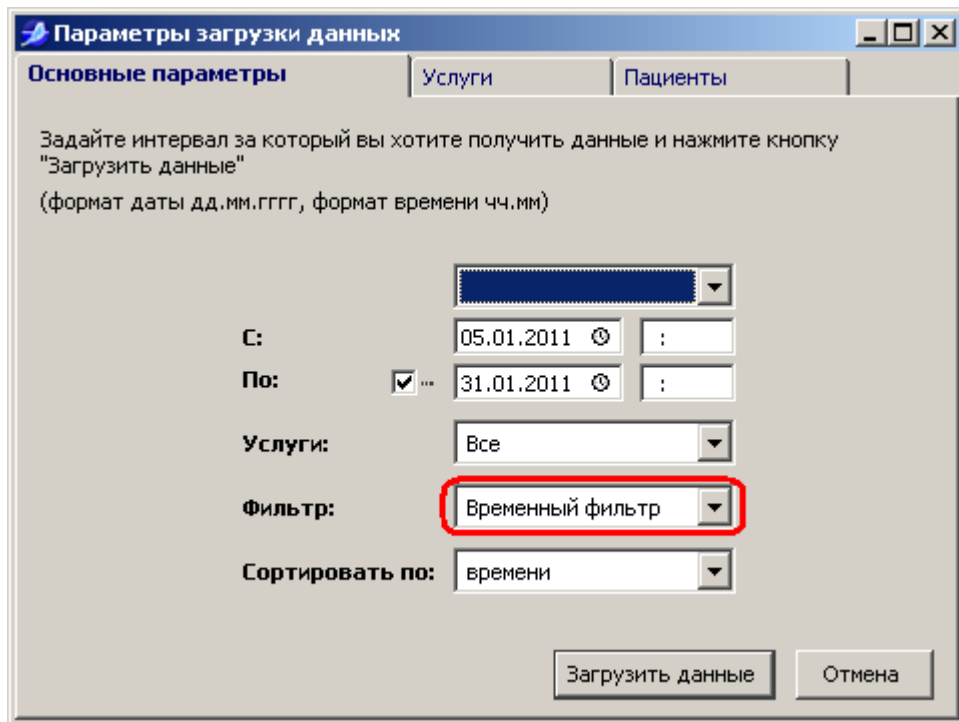 Параметры загрузки данных
Основные параметры Услуги Пациенты
Задайте интервал за который вы хотите получить данные и нажмите кнопку
"Загрузить данные"
(формат даты дд.мм.гггг, формат времени чч.мм)
С: 05.01.2011 :
По: ... 31.01.2011 :
Услуги: Все
Фильтр: Временный фильтр
Сортировать по: времени
Загрузить данные Отмена